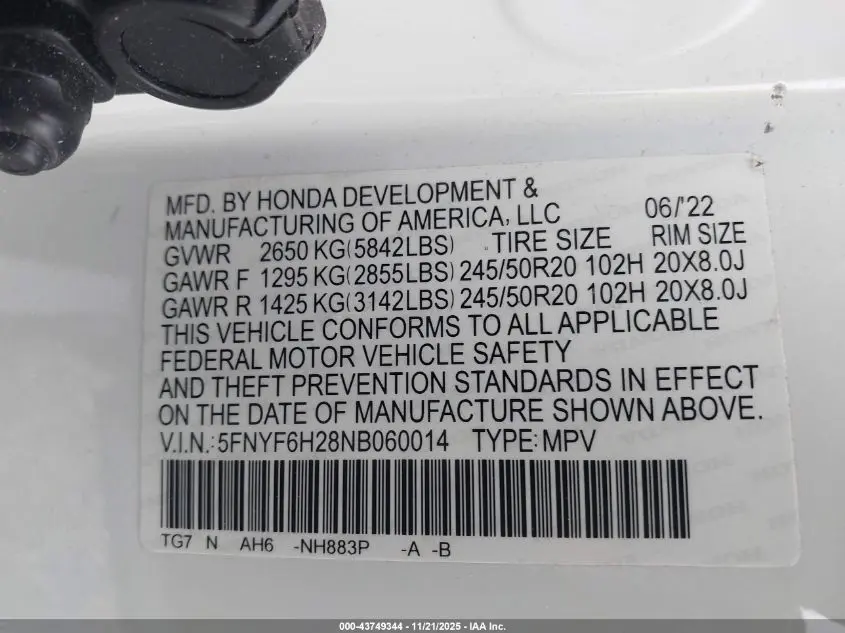 MFD. BY HONDA DEVELOPMENT &
MANUFACTURING OF AMERICA, LLC 06/'22
GVWR 2650 KG(5842LBS) TIRE SIZE RIM SIZE
GAWR F 1295 KG(2855LBS) 245/50R20 102H 20X8.0J
GAWR R 1425 KG(3142LBS) 245/50R20 102H 20X8.0J
THIS VEHICLE CONFORMS TO ALL APPLICABLE
FEDERAL MOTOR VEHICLE SAFETY
AND THEFT PREVENTION STANDARDS IN EFFECT
ON THE DATE OF MANUFACTURE SHOWN ABOVE.
V.I.N.: 5FNYF6H28NB060014 TYPE: MPV
TG7 N AH6 -NH883P -A -B
000-43749344 - 11/21/2025 - IAA Inc.